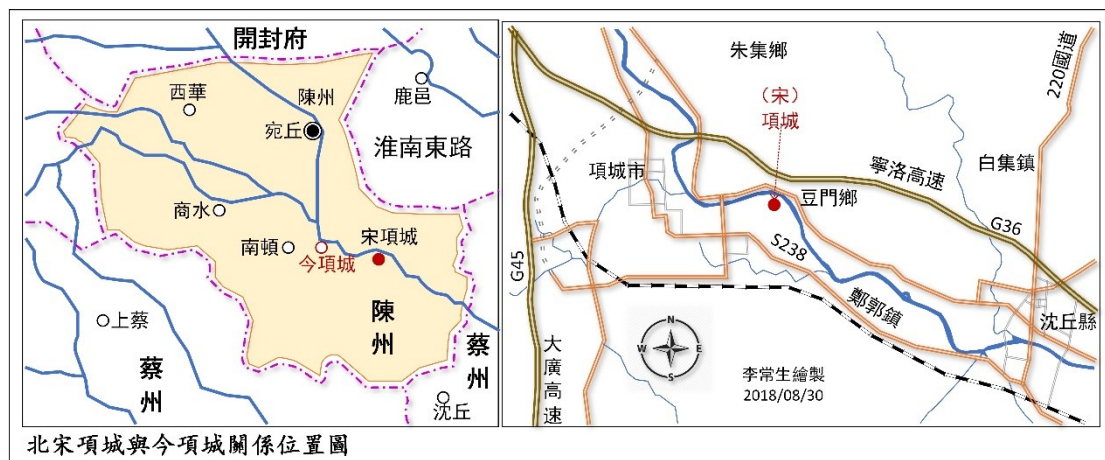 開封府
西華
陳州
宛丘
鹿邑
淮南東路
商水
南頓
今項城
宋項城
陳州
上蔡
蔡州
蔡州
沈丘
朱集鄉
220國道
（宋）
項城
白集鎮
寧洛高速
項城市
豆門鄉
G36
G45
S238
鄭郭鎮
沈丘縣
大廣高速
N
W
E
S
李常生繪製
2018/08/30
北宋項城與今項城關係位置圖